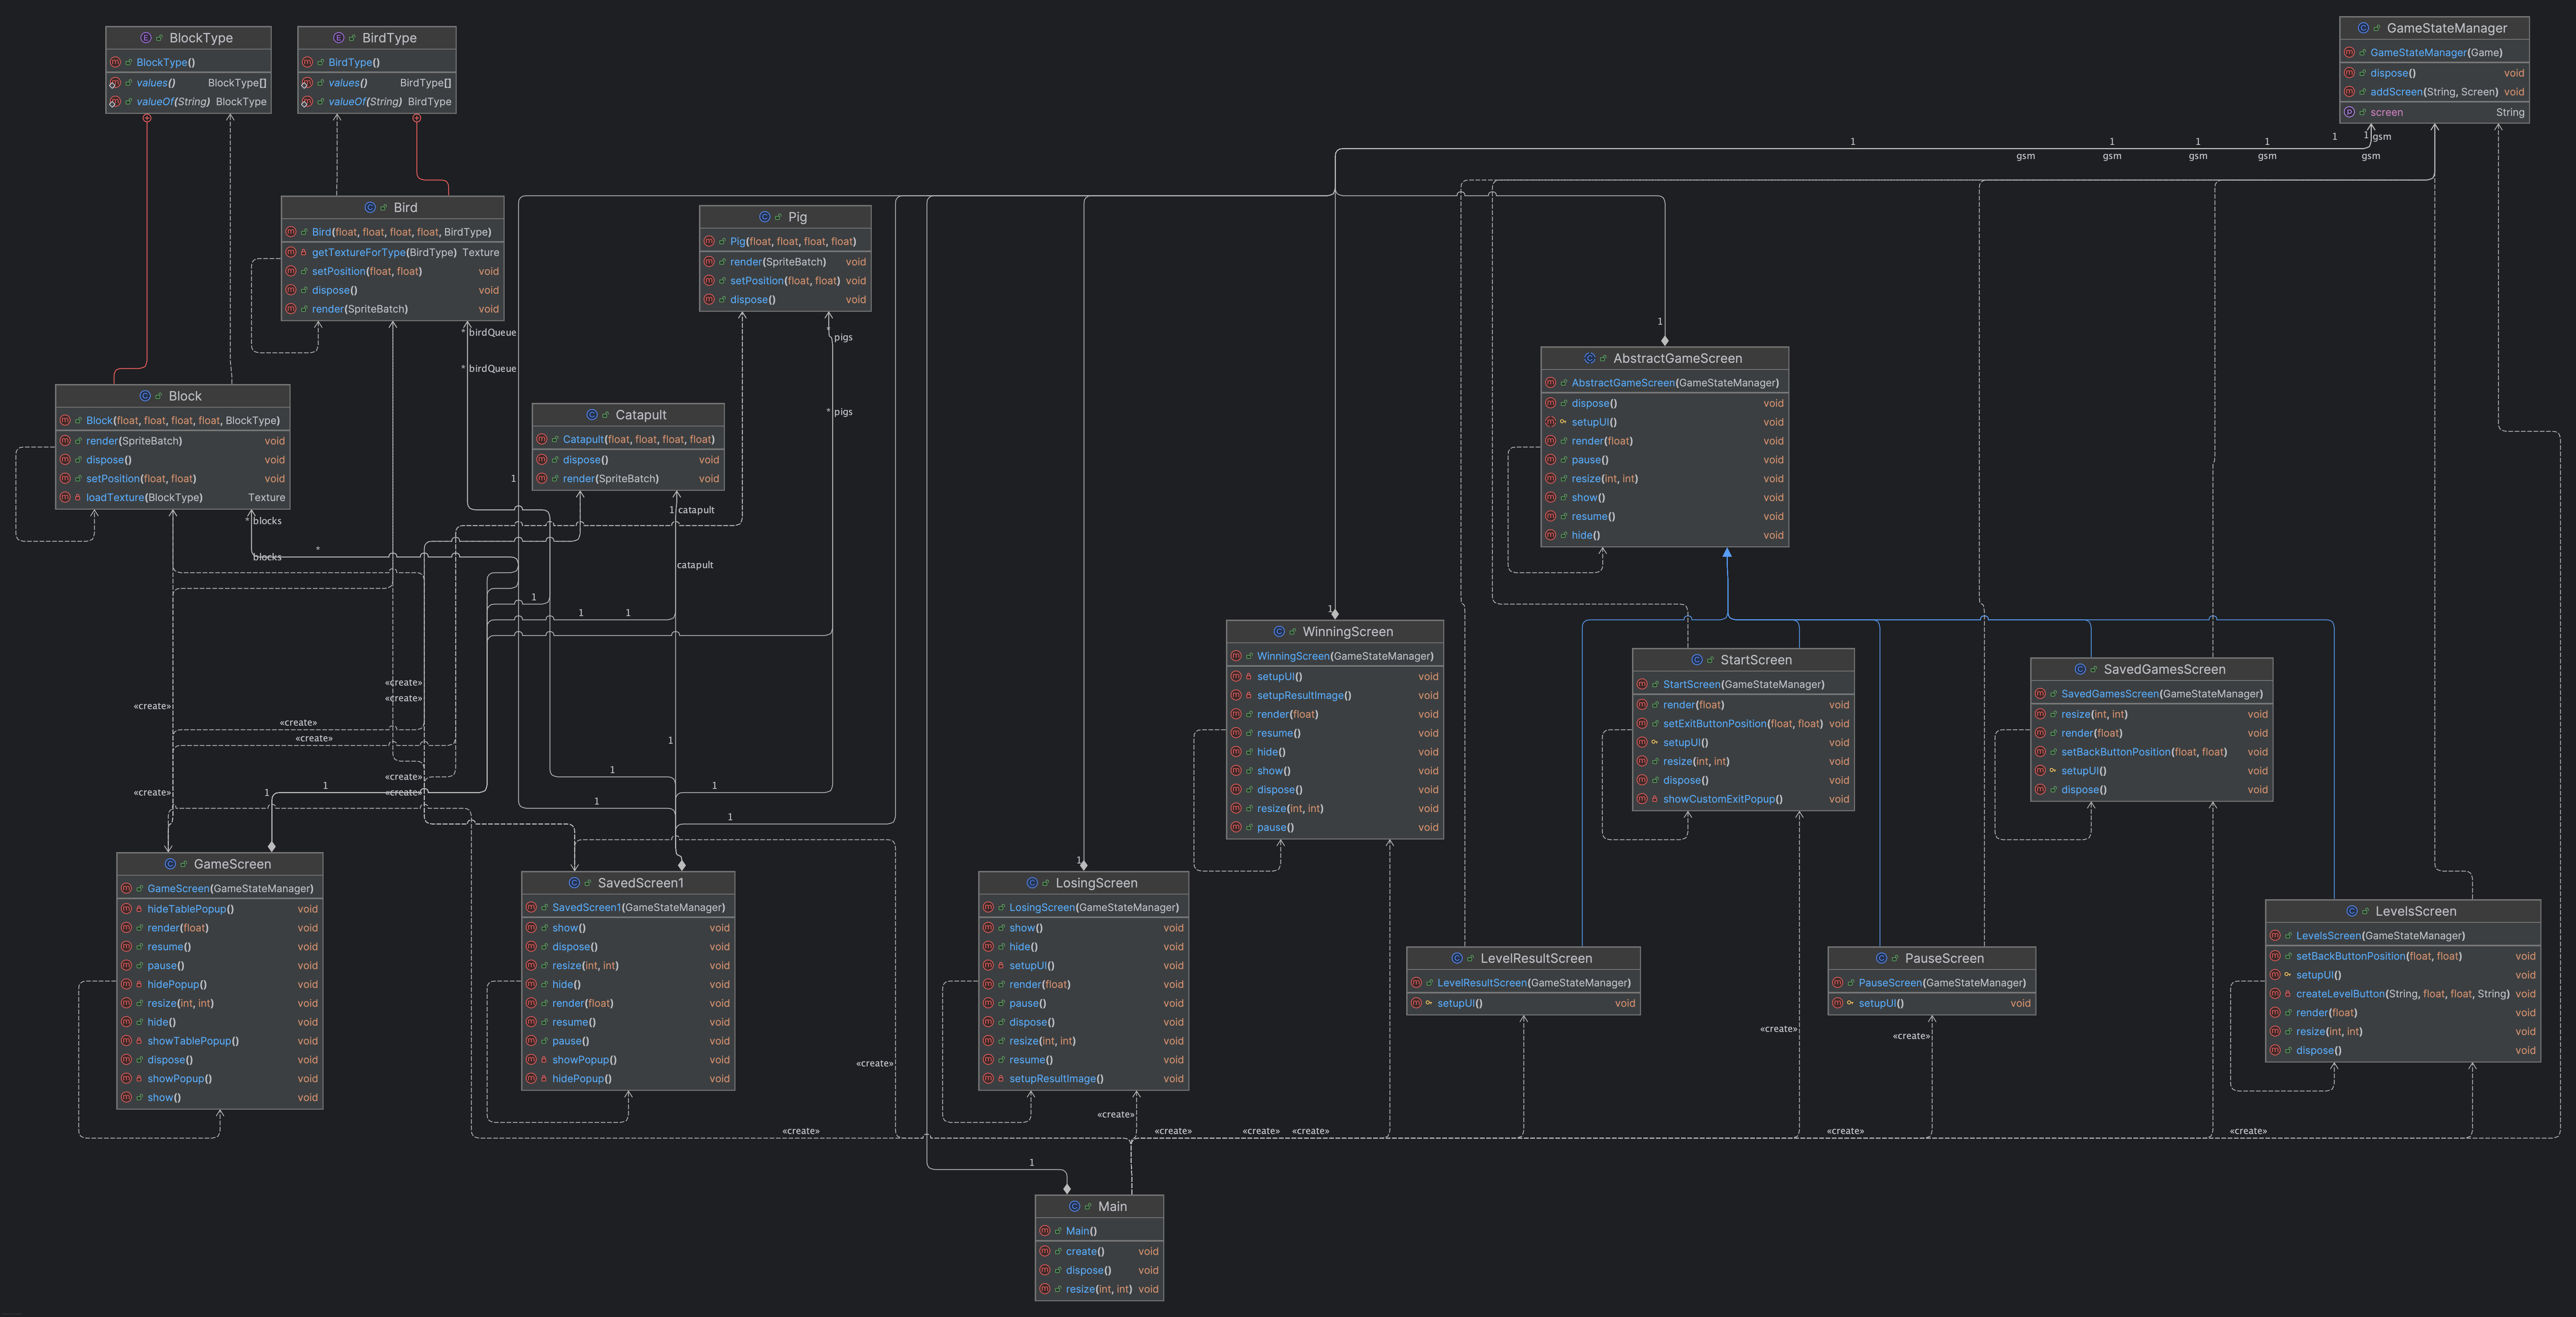 BlockType
BlockType()
values() BlockType[]
valueOf(String) BlockType
BirdType
BirdType()
values() BirdType[]
valueOf(String) BirdType
GameStateManager
GameStateManager(Game)
dispose() void
addScreen(String, Screen) void
screen String
1 gsm
1
1
1
1
1
gsm
gsm
gsm
gsm
gsm
Bird
Bird(float, float, float, float, BirdType)
getTextureForType(BirdType) Texture
setPosition(float, float) void
dispose() void
render(SpriteBatch) void
* birdQueue
* birdQueue
Pig
Pig(float, float, float, float)
render(SpriteBatch) void
setPosition(float, float) void
dispose() void
* pigs
* pigs
Block
Block(float, float, float, float, BlockType)
render(SpriteBatch) void
dispose() void
setPosition(float, float) void
loadTexture(BlockType) Texture
* blocks
*
blocks
Catapult
Catapult(float, float, float, float)
dispose() void
render(SpriteBatch) void
1
1 catapult
catapult
1
AbstractGameScreen
AbstractGameScreen(GameStateManager)
dispose() void
setupUI() void
render(float) void
pause() void
resize(int, int) void
show() void
resume() void
hide() void
1
1
1
«create»
«create»
«create»
«create»
«create»
1
1
1
1
«create»
«create»
«create»
1
1
1
1
1
WinningScreen
WinningScreen(GameStateManager)
setupUI() void
setupResultImage() void
render(float) void
resume() void
hide() void
show() void
dispose() void
resize(int, int) void
pause() void
StartScreen
StartScreen(GameStateManager)
render(float) void
setExitButtonPosition(float, float) void
setupUI() void
resize(int, int) void
dispose() void
showCustomExitPopup() void
SavedGamesScreen
SavedGamesScreen(GameStateManager)
resize(int, int) void
render(float) void
setBackButtonPosition(float, float) void
setupUI() void
dispose() void
GameScreen
GameScreen(GameStateManager)
hideTablePopup() void
render(float) void
resume() void
pause() void
hidePopup() void
resize(int, int) void
hide() void
showTablePopup() void
dispose() void
showPopup() void
show() void
SavedScreen1
SavedScreen1(GameStateManager)
show() void
dispose() void
resize(int, int) void
hide() void
render(float) void
resume() void
pause() void
showPopup() void
hidePopup() void
1
LosingScreen
LosingScreen(GameStateManager)
show() void
hide() void
setupUI() void
render(float) void
pause() void
dispose() void
resize(int, int) void
resume() void
setupResultImage() void
LevelResultScreen
LevelResultScreen(GameStateManager)
setupUI() void
PauseScreen
PauseScreen(GameStateManager)
setupUI() void
LevelsScreen
LevelsScreen(GameStateManager)
setBackButtonPosition(float, float) void
setupUI() void
createLevelButton(String, float, float, String) void
render(float) void
resize(int, int) void
dispose() void
«create»
«create»
«create»
«create»
«create»
«create»
«create»
«create»
«create»
«create»
1
Main
Main()
create() void
dispose() void
resize(int, int) void